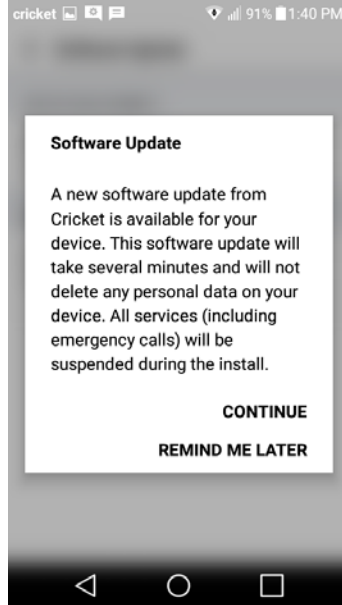 cricket 91% 1:40 PM
Software Update
A new software update from
Cricket is available for your
device. This software update will
take several minutes and will not
delete any personal data on your
device. All services (including
emergency calls) will be
suspended during the install.
CONTINUE
REMIND ME LATER